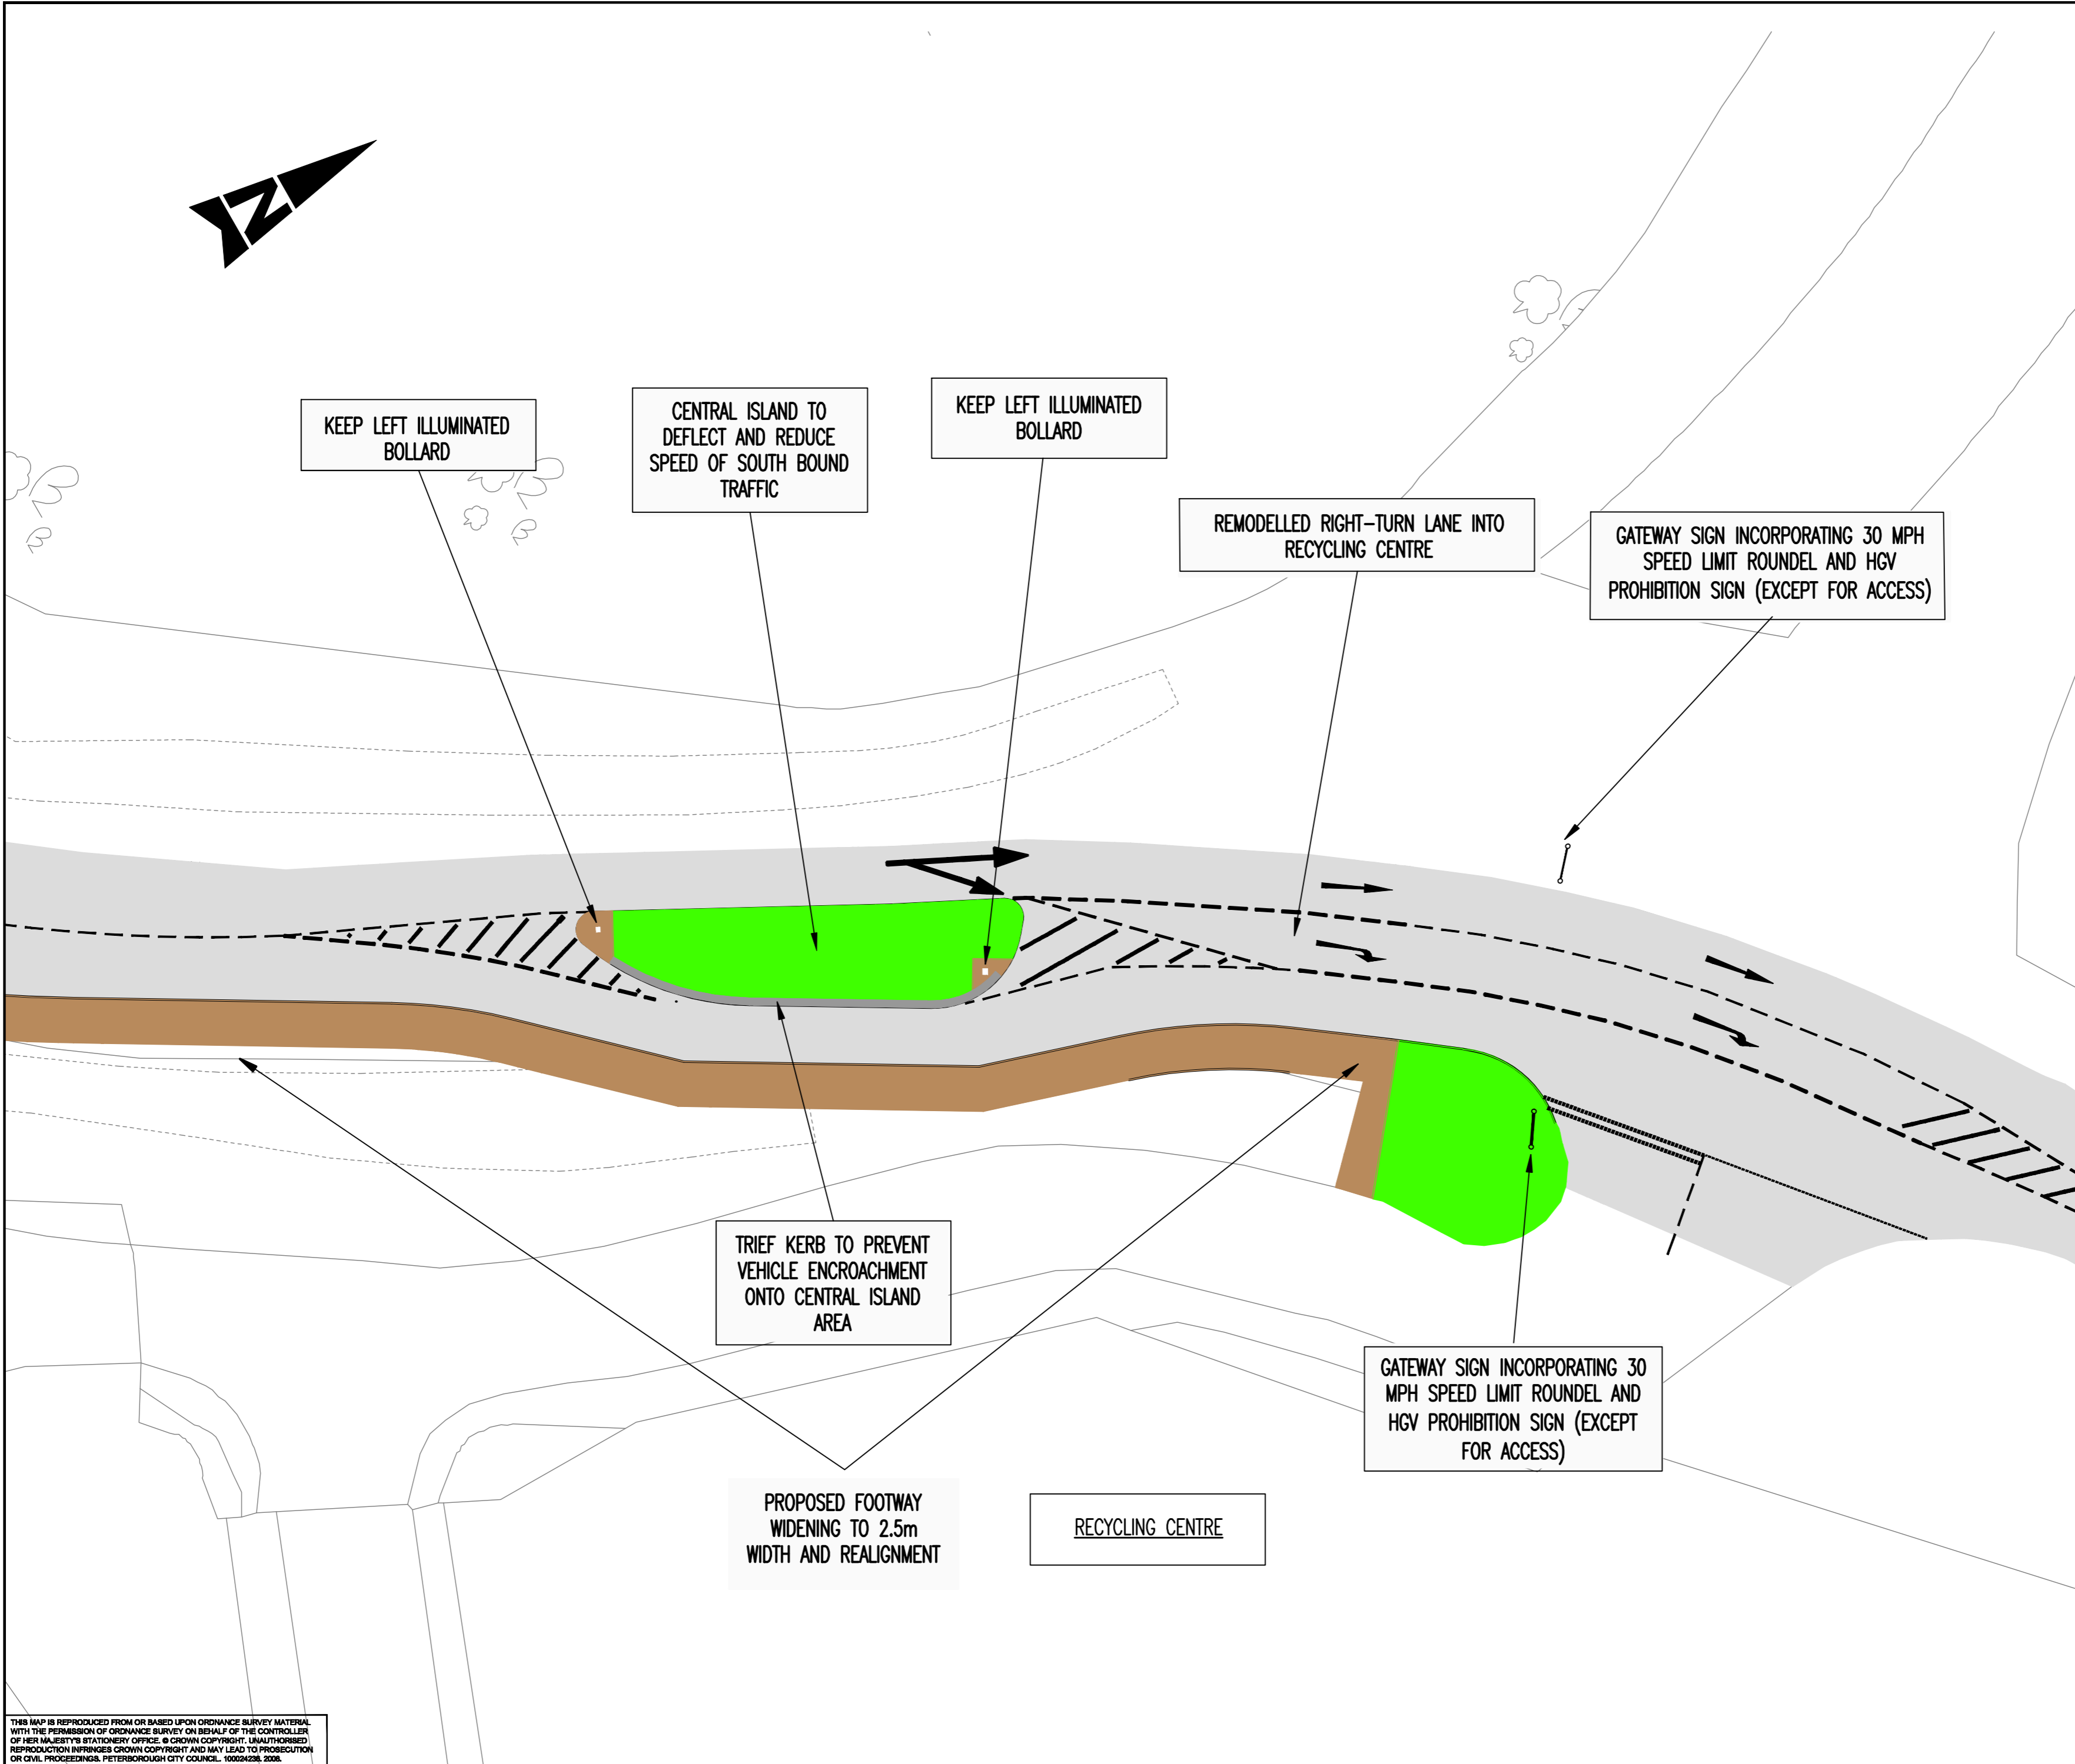 N
KEEP LEFT ILLUMINATED
BOLLARD
CENTRAL ISLAND TO
DEFLECT AND REDUCE
SPEED OF SOUTH BOUND
TRAFFIC
KEEP LEFT ILLUMINATED
BOLLARD
REMODELLED RIGHT-TURN LANE INTO
RECYCLING CENTRE
GATEWAY SIGN INCORPORATING 30 MPH
SPEED LIMIT ROUNDEL AND HGV
PROHIBITION SIGN (EXCEPT FOR ACCESS)
TRIEF KERB TO PREVENT
VEHICLE ENCROACHMENT
ONTO CENTRAL ISLAND
AREA
GATEWAY SIGN INCORPORATING 30
MPH SPEED LIMIT ROUNDEL AND
HGV PROHIBITION SIGN (EXCEPT
FOR ACCESS)
PROPOSED FOOTWAY
WIDENING TO 2.5m
WIDTH AND REALIGNMENT
RECYCLING CENTRE
THIS MAP IS REPRODUCED FROM OR BASED UPON ORDNANCE SURVEY MATERIAL
WITH THE PERMISSION OF ORDNANCE SURVEY ON BEHALF OF THE CONTROLLER
OF HER MAJESTY'S STATIONERY OFFICE. © CROWN COPYRIGHT. UNAUTHORISED
REPRODUCTION INFRINGES CROWN COPYRIGHT AND MAY LEAD TO PROSECUTION
OR CIVIL PROCEEDINGS. PETERBOROUGH CITY COUNCIL. 100024236. 2008.